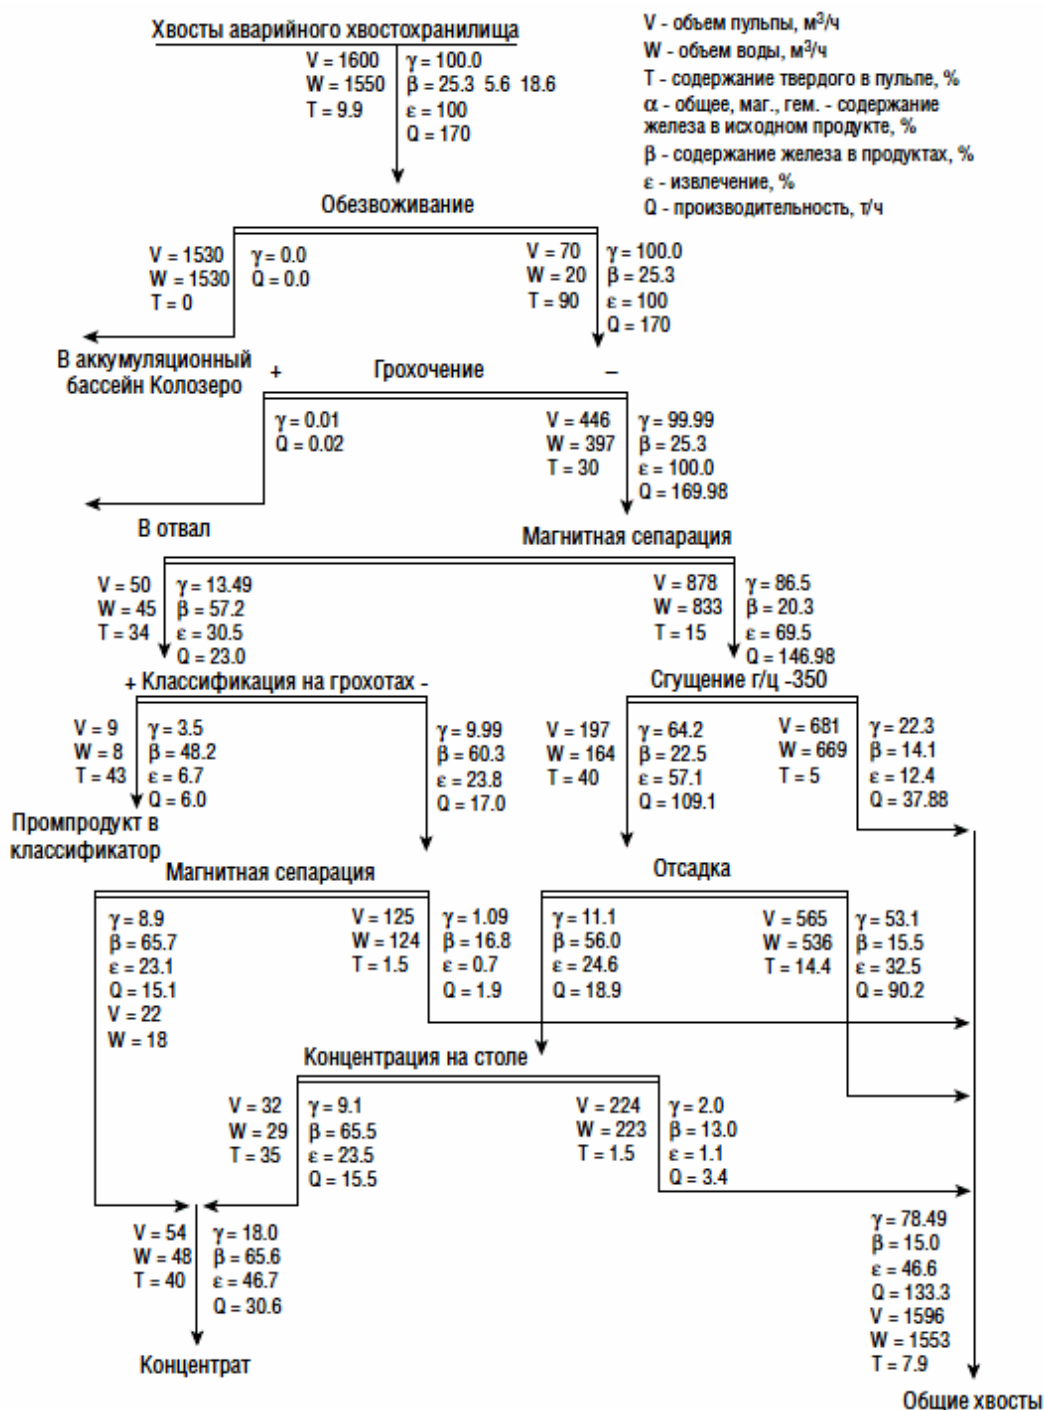 Хвосты аварийного хвостохранилища
V = 1600
W = 1550
T = 9.9
γ = 100.0
β = 25.3 5.6 18.6
ε = 100
Q = 170
V - объем пульпы, м³/ч
W - объем воды, м³/ч
T - содержание твердого в пульпе, %
α - общее, маг., гем. - содержание
железа в исходном продукте, %
β - содержание железа в продуктах, %
ε - извлечение, %
Q - производительность, т/ч
Обезвоживание
V = 1530
W = 1530
T = 0
γ = 0.0
Q = 0.0
V = 70
W = 20
T = 90
γ = 100.0
β = 25.3
ε = 100
Q = 170
В аккумуляционный
бассейн Колозеро
+ Грохочение –
γ = 0.01
Q = 0.02
V = 446
W = 397
T = 30
γ = 99.99
β = 25.3
ε = 100.0
Q = 169.98
В отвал
Магнитная сепарация
V = 50
W = 45
T = 34
γ = 13.49
β = 57.2
ε = 30.5
Q = 23.0
V = 878
W = 833
T = 15
γ = 86.5
β = 20.3
ε = 69.5
Q = 146.98
+ Классификация на грохотах -
Сгущение г/ц -350
V = 9
W = 8
T = 43
γ = 3.5
β = 48.2
ε = 6.7
Q = 6.0
γ = 9.99
β = 60.3
ε = 23.8
Q = 17.0
V = 197
W = 164
T = 40
γ = 64.2
β = 22.5
ε = 57.1
Q = 109.1
V = 681
W = 669
T = 5
γ = 22.3
β = 14.1
ε = 12.4
Q = 37.88
Промпродукт в
классификатор
Магнитная сепарация
Отсадка
γ = 8.9
β = 65.7
ε = 23.1
Q = 15.1
V = 22
W = 18
V = 125
W = 124
T = 1.5
γ = 1.09
β = 16.8
ε = 0.7
Q = 1.9
γ = 11.1
β = 56.0
ε = 24.6
Q = 18.9
V = 565
W = 536
T = 14.4
γ = 53.1
β = 15.5
ε = 32.5
Q = 90.2
Концентрация на столе
V = 32
W = 29
T = 35
γ = 9.1
β = 65.5
ε = 23.5
Q = 15.5
V = 224
W = 223
T = 1.5
γ = 2.0
β = 13.0
ε = 1.1
Q = 3.4
V = 54
W = 48
T = 40
γ = 18.0
β = 65.6
ε = 46.7
Q = 30.6
γ = 78.49
β = 15.0
ε = 46.6
Q = 133.3
V = 1596
W = 1553
T = 7.9
Концентрат
Общие хвосты